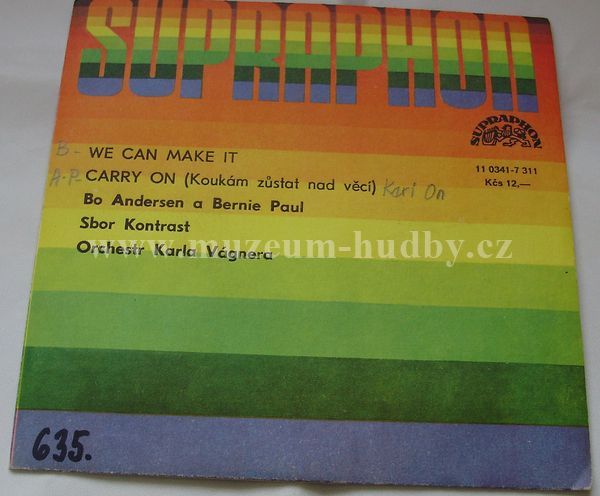 SUPRAPHON
SUPRAPHON
B - WE CAN MAKE IT
A-P- CARRY ON (Koukám zůstat nad věcí) Kari On
11 0341-7 311
Kčs 12,—
Bo Andersen a Bernie Paul
Sbor Kontrast
Orchestr Karla Vágnera
www.muzeum-hudby.cz
635.